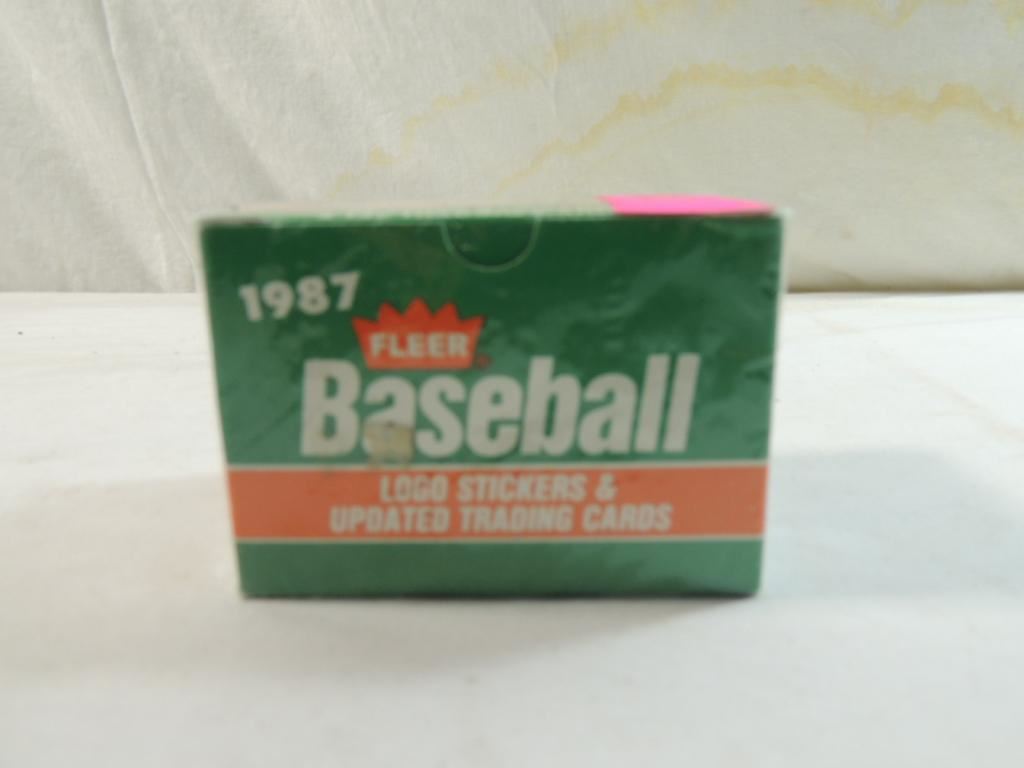 1987
FLEER
Baseball
LOGO STICKERS &
UPDATED TRADING CARDS